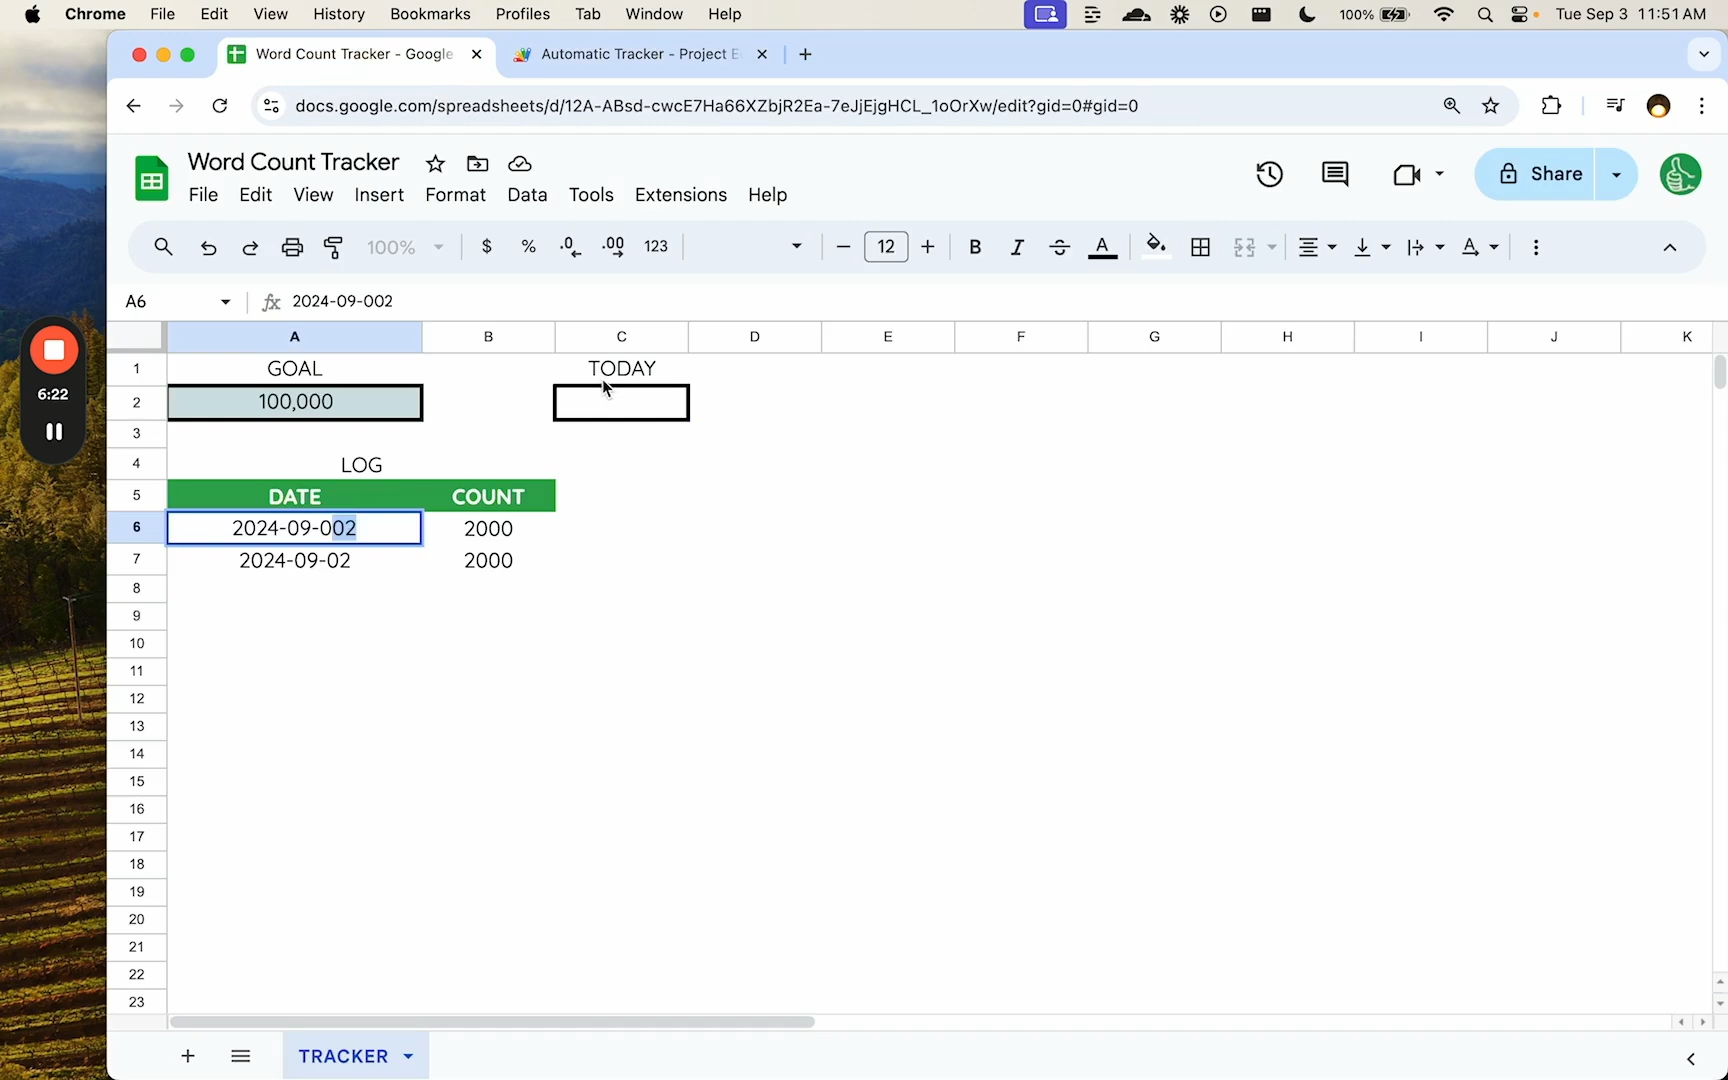 Chrome File Edit View History Bookmarks Profiles Tab Window Help 100% Tue Sep 3 11:51 AM
Word Count Tracker - Google Automatic Tracker - Project E
docs.google.com/spreadsheets/d/12A-ABsd-cwcE7Ha66XZbjR2Ea-7eJjEjgHCL_1oOrXw/edit?gid=0#gid=0
Word Count Tracker
File Edit View Insert Format Data Tools Extensions Help
Share
100% $ % .0 .00 123 12 B I S A A
A6 fx 2024-09-002
A B C D E F G H I J K
1 GOAL TODAY
2 100,000
3
4 LOG
5 DATE COUNT
6 2024-09-002 2000
7 2024-09-02 2000
8
9
10
11
12
13
14
15
16
17
18
19
20
21
22
23
6:22
TRACKER